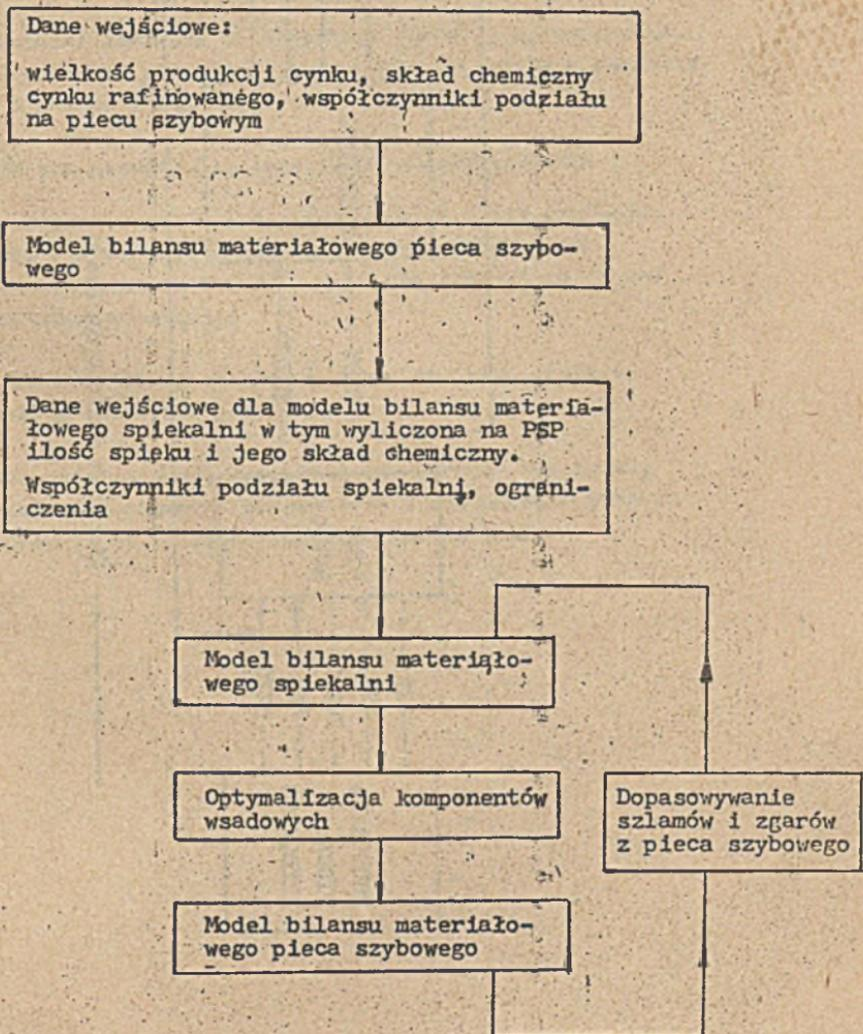 Dane wejściowe:
wielkość produkcji cynku, skład chemiczny
cynku rafinowanego, współczynniki podziału
na piecu szybowym
Model bilansu materiałowego pieca szybo-
wego
Dane wejściowe dla modelu bilansu materia-
łowego spiekalni w tym wyliczona na PSP
ilość spieku i jego skład chemiczny.
Współczynniki podziału spiekalni, ograni-
czenia
Model bilansu materiało-
wego spiekalni
Optymalizacja komponentów
wsadowych
Dopasowywanie
szlamów i zgarów
z pieca szybowego
Model bilansu materiało-
wego pieca szybowego